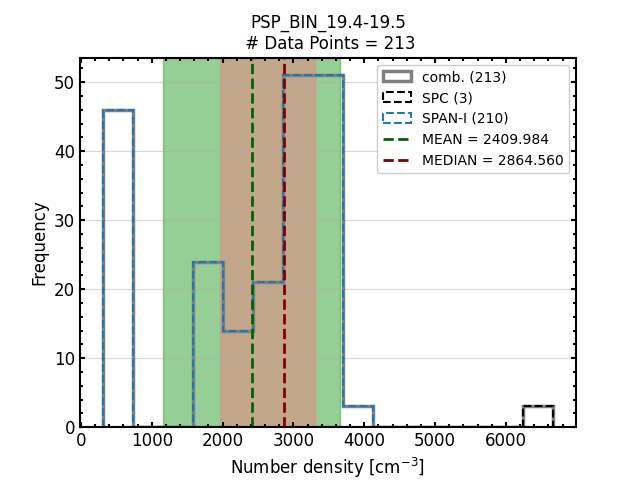 PSP_BIN_19.4-19.5
# Data Points = 213
comb. (213)
SPC (3)
SPAN-I (210)
MEAN = 2409.984
MEDIAN = 2864.560
Frequency
50
40
30
20
10
0
0 1000 2000 3000 4000 5000 6000
Number density [cm⁻³]